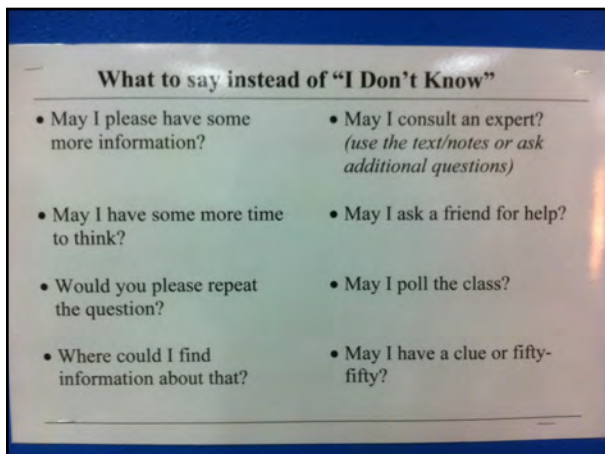 What to say instead of “I Don’t Know”
• May I please have some
more information?
• May I have some more time
to think?
• Would you please repeat
the question?
• Where could I find
information about that?
• May I consult an expert?
(use the text/notes or ask
additional questions)
• May I ask a friend for help?
• May I poll the class?
• May I have a clue or fifty-
fifty?